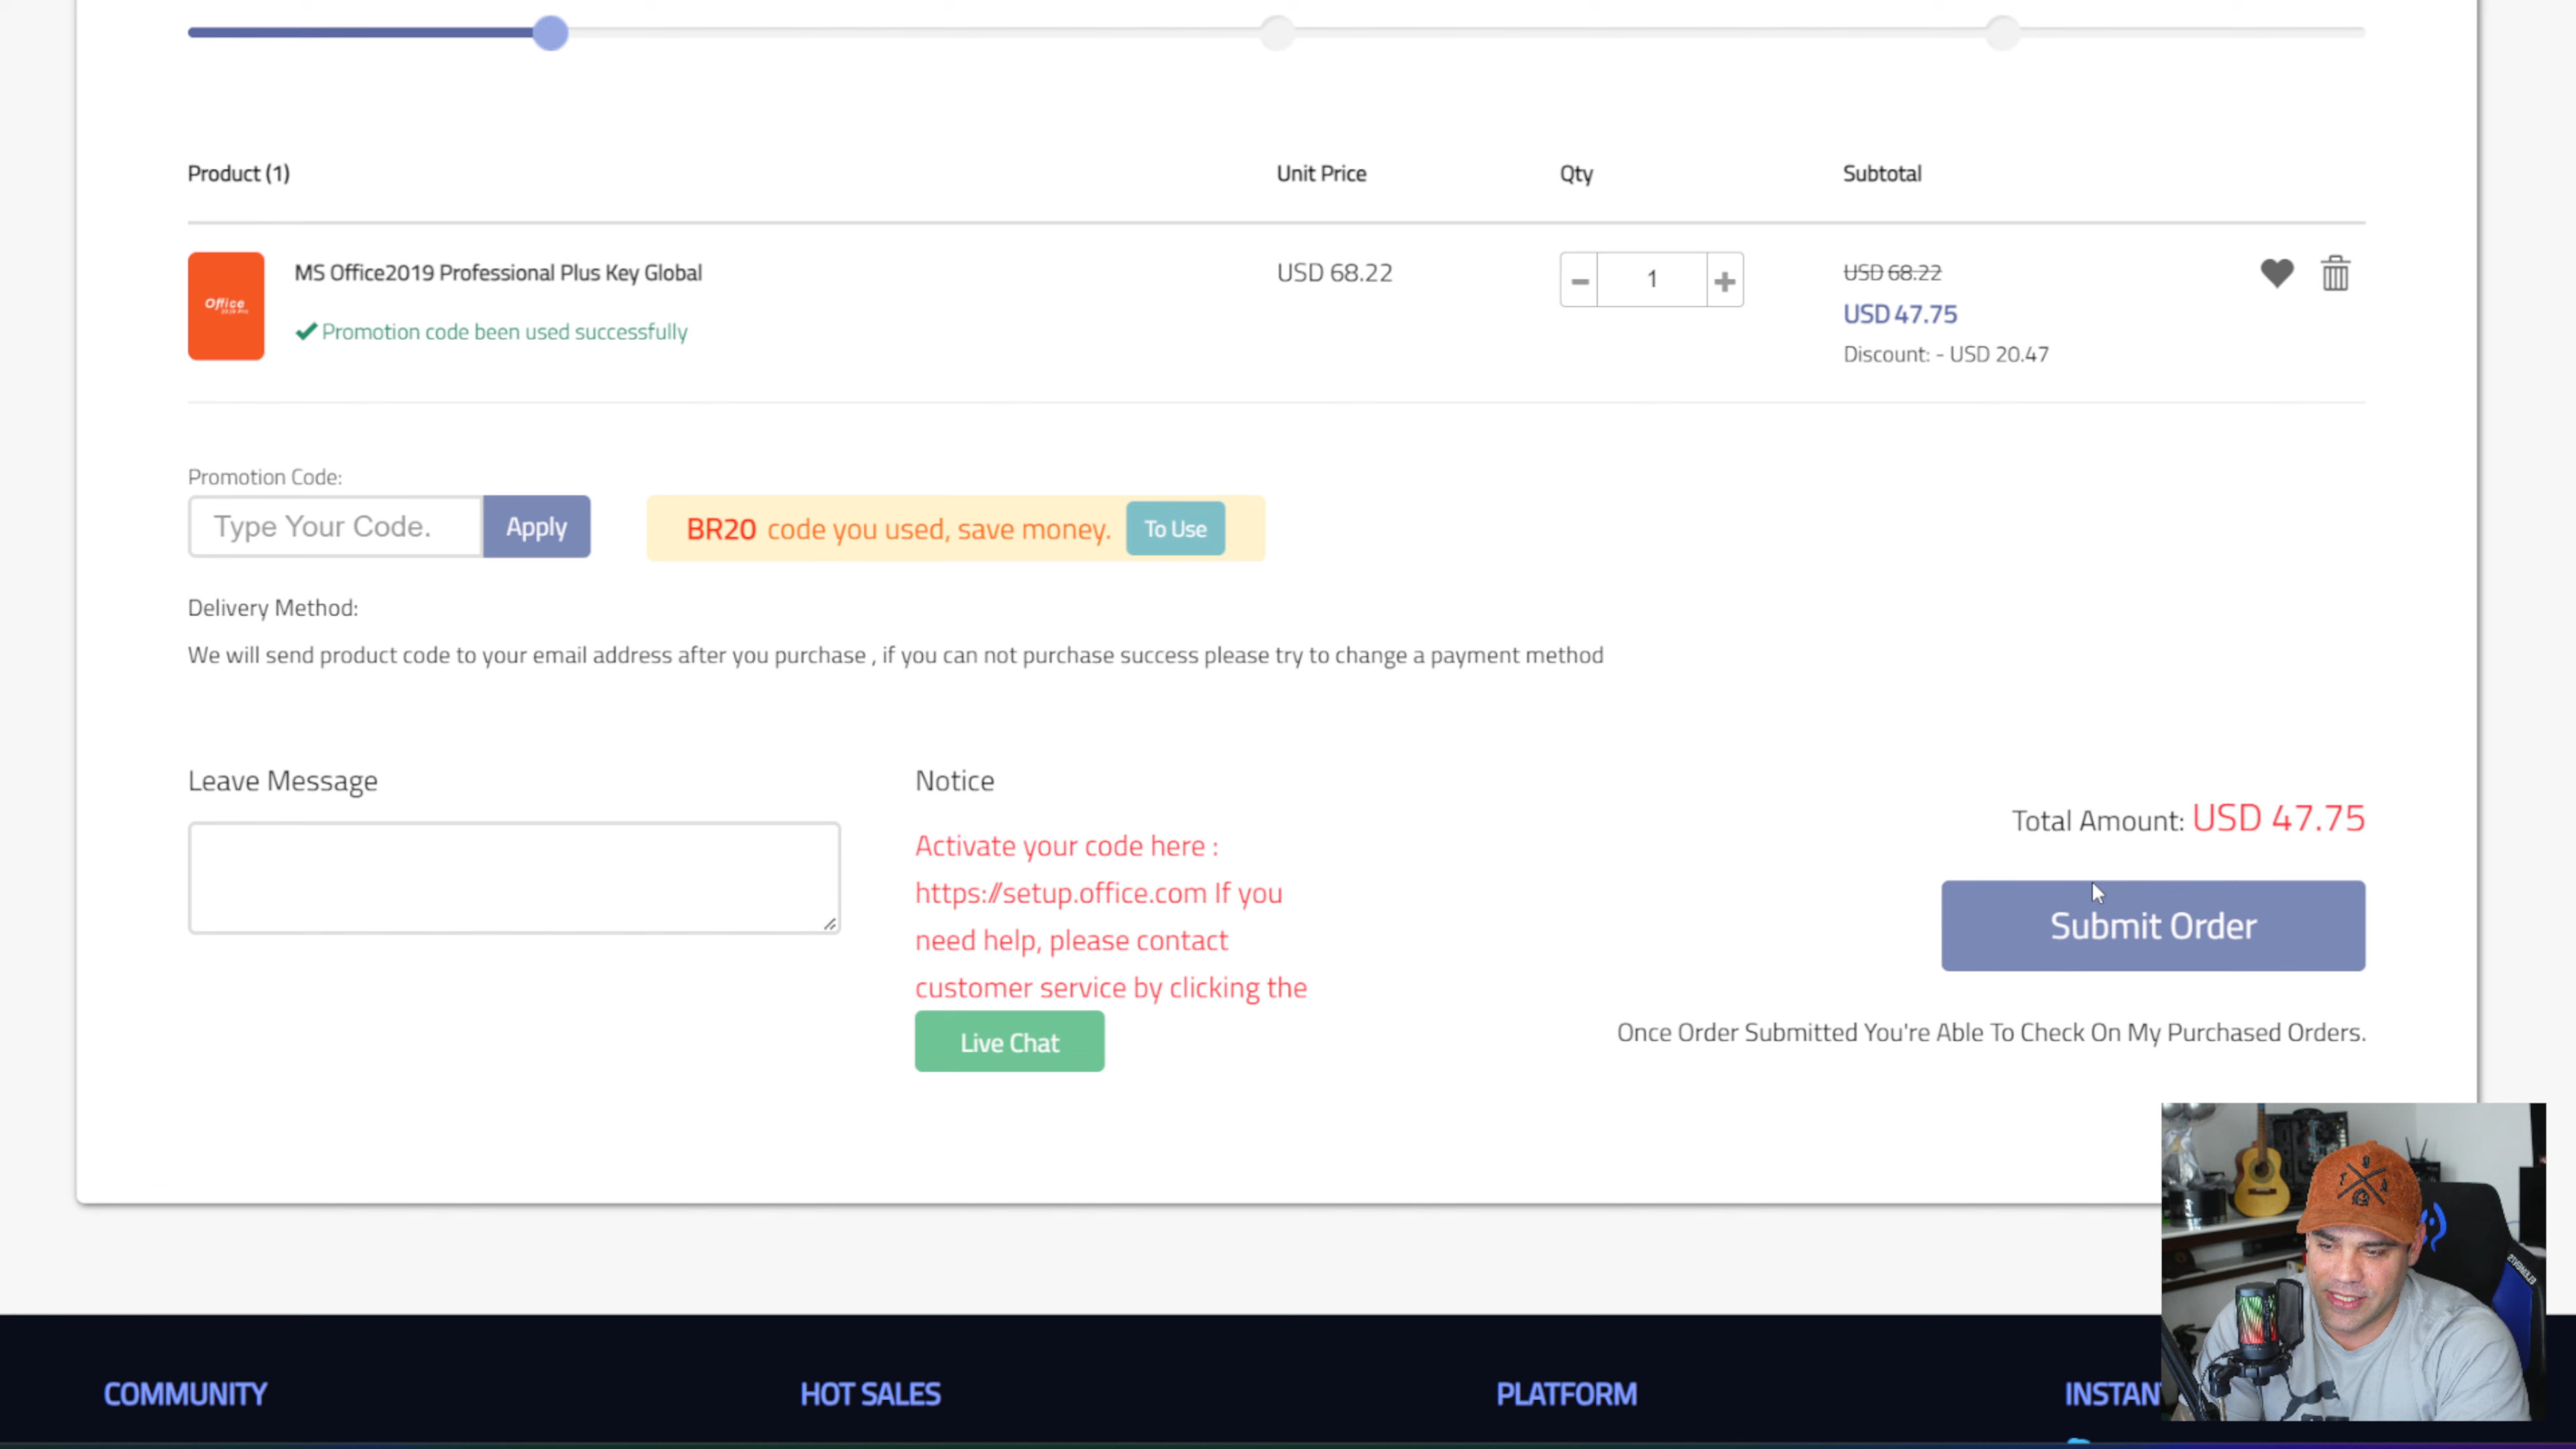 Product (1)
Unit Price
Qty
Subtotal
Office
MS Office2019 Professional Plus Key Global
Promotion code been used successfully
USD 68.22
1
USD 68.22
USD 47.75
Discount: - USD 20.47
Promotion Code:
Type Your Code.
Apply
BR20 code you used, save money.
To Use
Delivery Method:
We will send product code to your email address after you purchase , if you can not purchase success please try to change a payment method
Leave Message
Notice
Activate your code here :
https://setup.office.com If you
need help, please contact
customer service by clicking the
Live Chat
Total Amount: USD 47.75
Submit Order
Once Order Submitted You're Able To Check On My Purchased Orders.
COMMUNITY
HOT SALES
PLATFORM
INSTAN